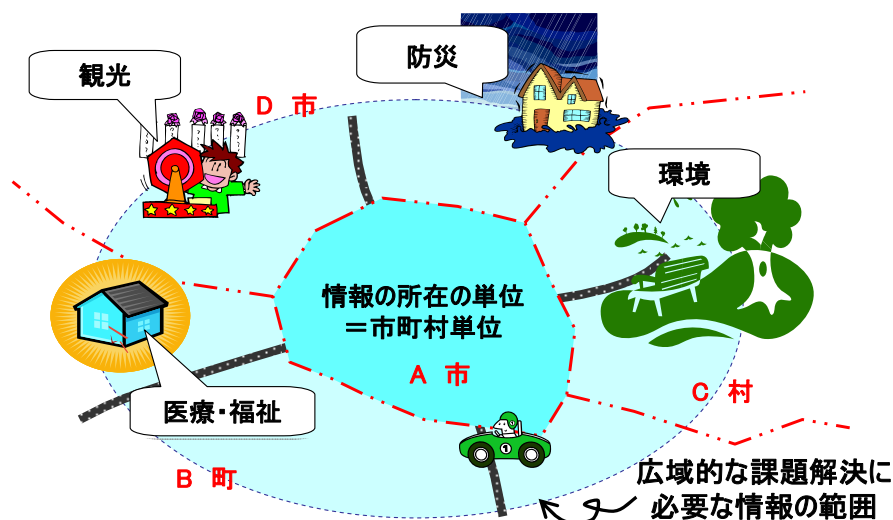 防災
観光
D 市
環境
情報の所在の単位
＝市町村単位
A 市
C 村
医療・福祉
B 町
1
広域的な課題解決に
必要な情報の範囲